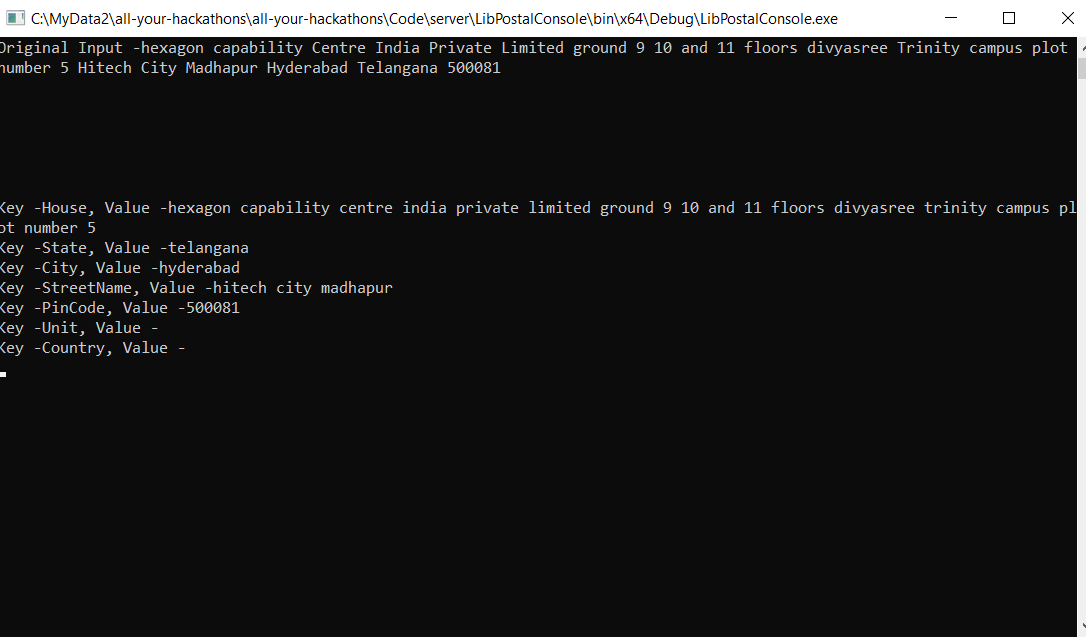 C:\MyData2\all-your-hackathons\all-your-hackathons\Code\server\LibPostalConsole\bin\x64\Debug\LibPostalConsole.exe
Original Input -hexagon capability Centre India Private Limited ground 9 10 and 11 floors divyasree Trinity campus plot
number 5 Hitech City Madhapur Hyderabad Telangana 500081
Key -House, Value -hexagon capability centre india private limited ground 9 10 and 11 floors divyasree trinity campus pl
ot number 5
Key -State, Value -telangana
Key -City, Value -hyderabad
Key -StreetName, Value -hitech city madhapur
Key -PinCode, Value -500081
Key -Unit, Value -
Key -Country, Value -